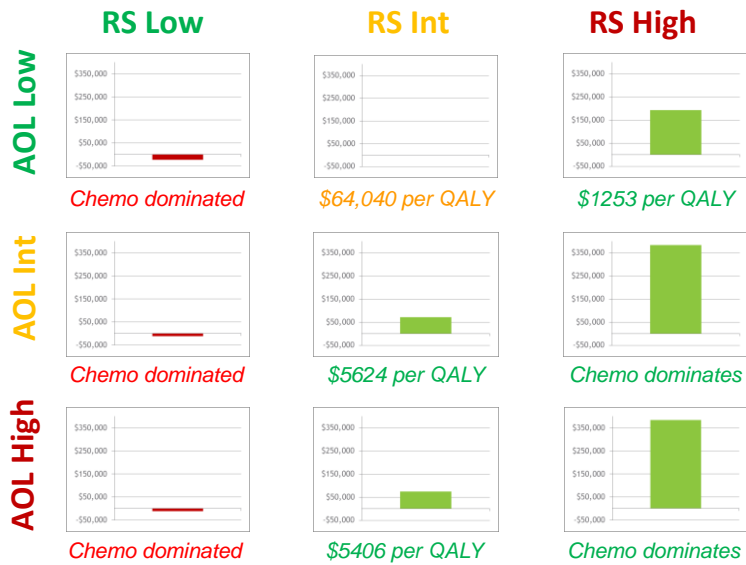 RS Low RS Int RS High
AOL Low
$350,000 $350,000 $350,000
$250,000 $250,000 $250,000
$150,000 $150,000 $150,000
$50,000 $50,000 $50,000
-$50,000 -$50,000 -$50,000
Chemo dominated $64,040 per QALY $1253 per QALY
AOL Int
$350,000 $350,000 $350,000
$250,000 $250,000 $250,000
$150,000 $150,000 $150,000
$50,000 $50,000 $50,000
-$50,000 -$50,000 -$50,000
Chemo dominated $5624 per QALY Chemo dominates
AOL High
$350,000 $350,000 $350,000
$250,000 $250,000 $250,000
$150,000 $150,000 $150,000
$50,000 $50,000 $50,000
-$50,000 -$50,000 -$50,000
Chemo dominated $5406 per QALY Chemo dominates